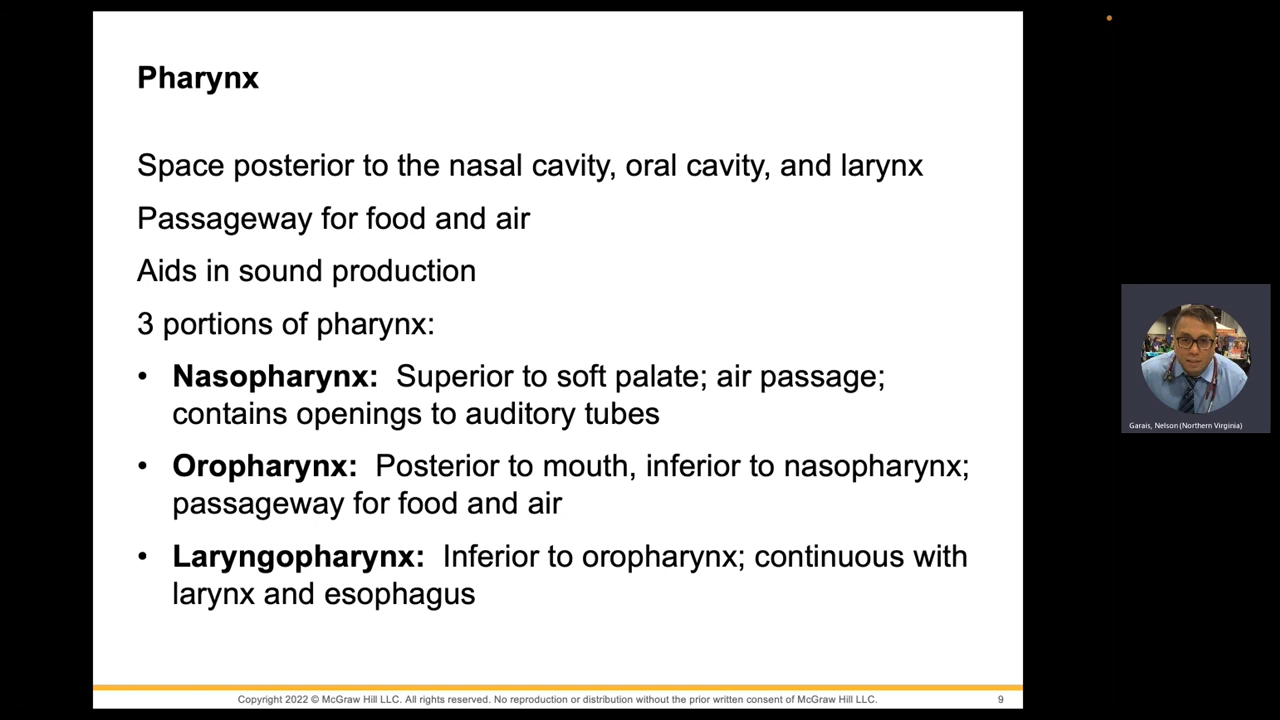 Pharynx
Space posterior to the nasal cavity, oral cavity, and larynx
Passageway for food and air
Aids in sound production
3 portions of pharynx:
• Nasopharynx: Superior to soft palate; air passage;
contains openings to auditory tubes
• Oropharynx: Posterior to mouth, inferior to nasopharynx;
passageway for food and air
• Laryngopharynx: Inferior to oropharynx; continuous with
larynx and esophagus
Garais, Nelson (Northern Virginia)
Copyright 2022 © McGraw Hill LLC. All rights reserved. No reproduction or distribution without the prior written consent of McGraw Hill LLC.
9